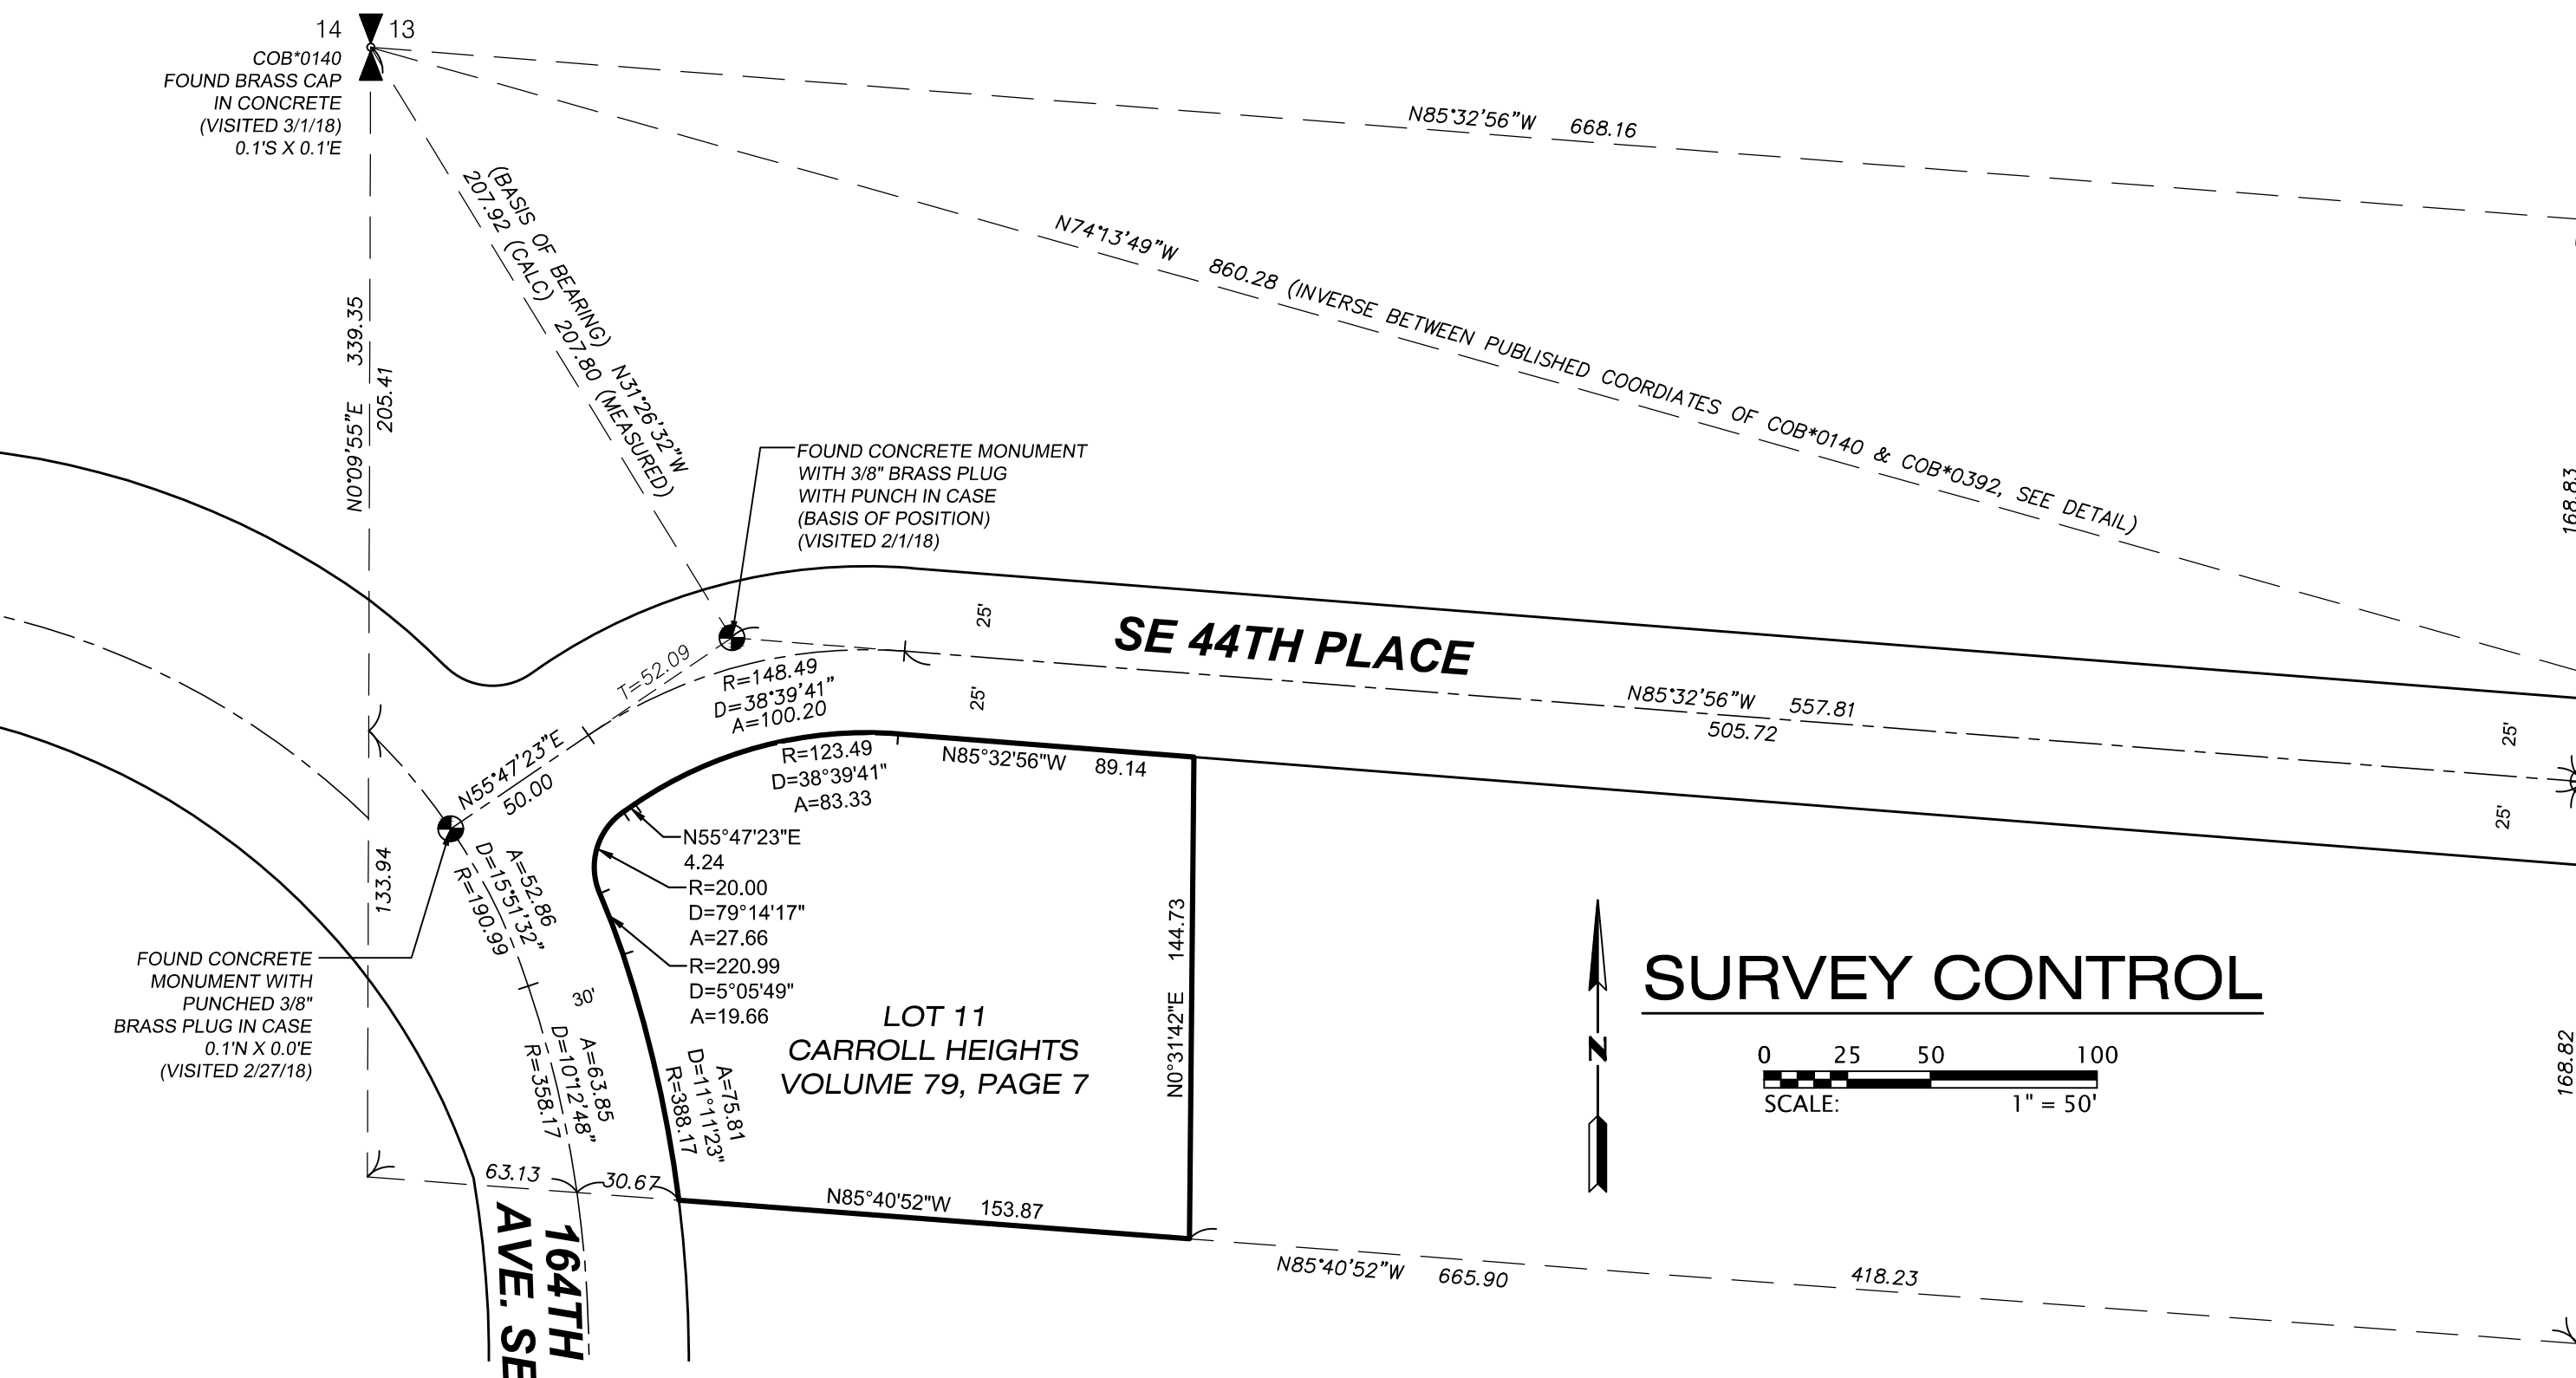 14 13
COB*0140
FOUND BRASS CAP
IN CONCRETE
(VISITED 3/1/18)
0.1'S X 0.1'E
N85°32'56"W 668.16
N74°13'49"W 860.28 (INVERSE BETWEEN PUBLISHED COORDIATES OF COB*0140 & COB*0392, SEE DETAIL)
(BASIS OF BEARING) N31°26'32"W
207.92 (CALC) 207.80 (MEASURED)
N0°09'55"E 339.35
205.41
133.94
FOUND CONCRETE MONUMENT
WITH 3/8" BRASS PLUG
WITH PUNCH IN CASE
(BASIS OF POSITION)
(VISITED 2/1/18)
168.83
25'
SE 44TH PLACE
25'
N85°32'56"W 557.81
505.72
25'
25'
T=52.09
R=148.49
D=38°39'41"
A=100.20
N55°47'23"E
50.00
R=123.49
D=38°39'41"
A=83.33
N85°32'56"W 89.14
N55°47'23"E
4.24
R=20.00
D=79°14'17"
A=27.66
R=220.99
D=5°05'49"
A=19.66
A=52.86
D=15°51'32"
R=190.99
FOUND CONCRETE
MONUMENT WITH
PUNCHED 3/8"
BRASS PLUG IN CASE
0.1'N X 0.0'E
(VISITED 2/27/18)
30'
A=63.85
D=10°12'48"
R=358.17
A=75.81
D=11°11'23"
R=388.17
LOT 11
CARROLL HEIGHTS
VOLUME 79, PAGE 7
N0°31'42"E 144.73
N
SURVEY CONTROL
0 25 50 100
SCALE: 1" = 50'
168.82
63.13
30.67
N85°40'52"W 153.87
N85°40'52"W 665.90
418.23
164TH
AVE. SE